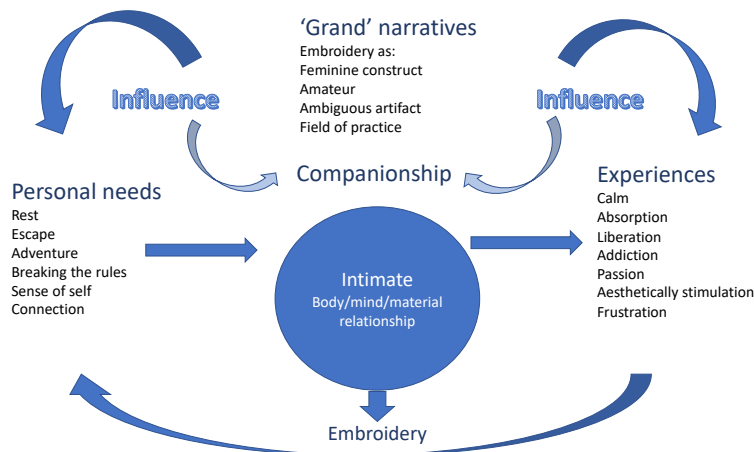 ‘Grand’ narratives
Embroidery as:
Feminine construct
Amateur
Ambiguous artifact
Field of practice
Influence
Influence
Companionship
Personal needs
Rest
Escape
Adventure
Breaking the rules
Sense of self
Connection
Intimate
Body/mind/material
relationship
Experiences
Calm
Absorption
Liberation
Addiction
Passion
Aesthetically stimulation
Frustration
Embroidery